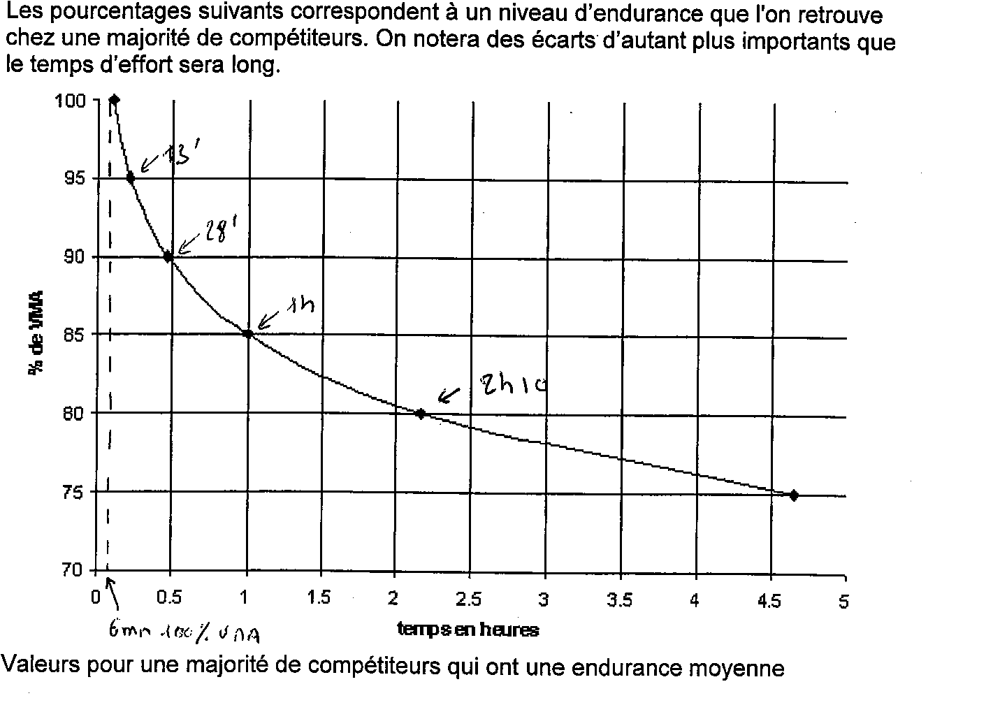 Les pourcentages suivants correspondent à un niveau d'endurance que l'on retrouve
chez une majorité de compétiteurs. On notera des écarts d'autant plus importants que
le temps d'effort sera long.
100
95
90
85
80
75
70
% de VMA
13'
28'
1h
2h10
0
0.5
1
1.5
2
2.5
3
3.5
4
4.5
5
6mn 100% VMA
temps en heures
Valeurs pour une majorité de compétiteurs qui ont une endurance moyenne